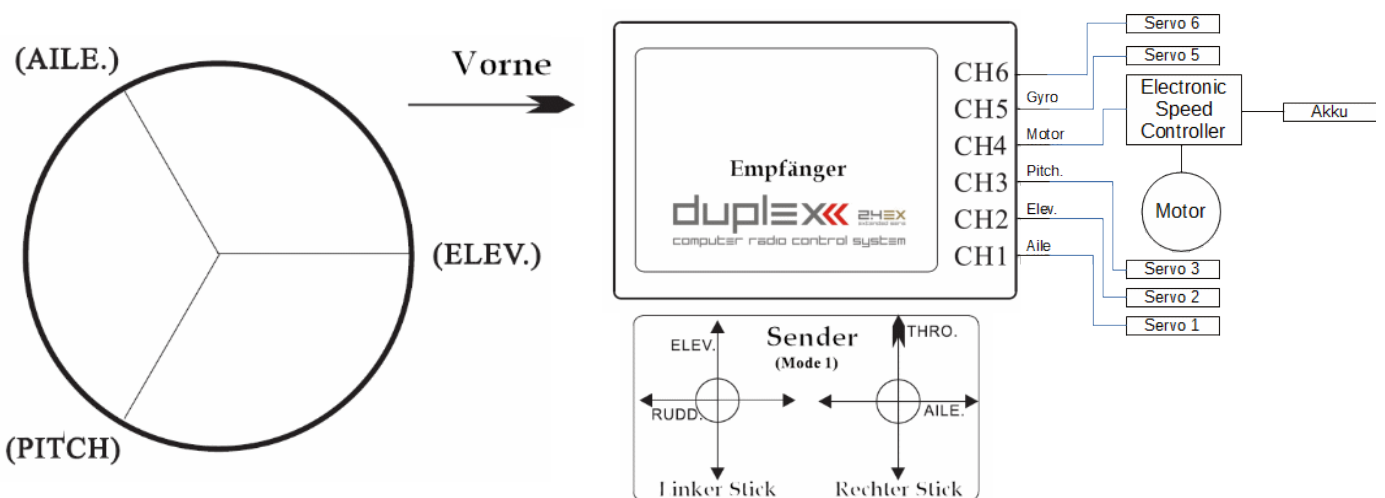 (AILE.)
(ELEV.)
(PITCH)
Vorne
Empfänger
duplex 2.4EX
extended zero
computer radio control system
CH6
CH5
CH4
CH3
CH2
CH1
Gyro
Motor
Pitch.
Elev.
Aile
Servo 6
Servo 5
Electronic
Speed
Controller
Akku
Motor
Servo 3
Servo 2
Servo 1
Sender
(Mode 1)
ELEV.
RUDD.
THRO.
AILE.
Linker Stick
Rechter Stick